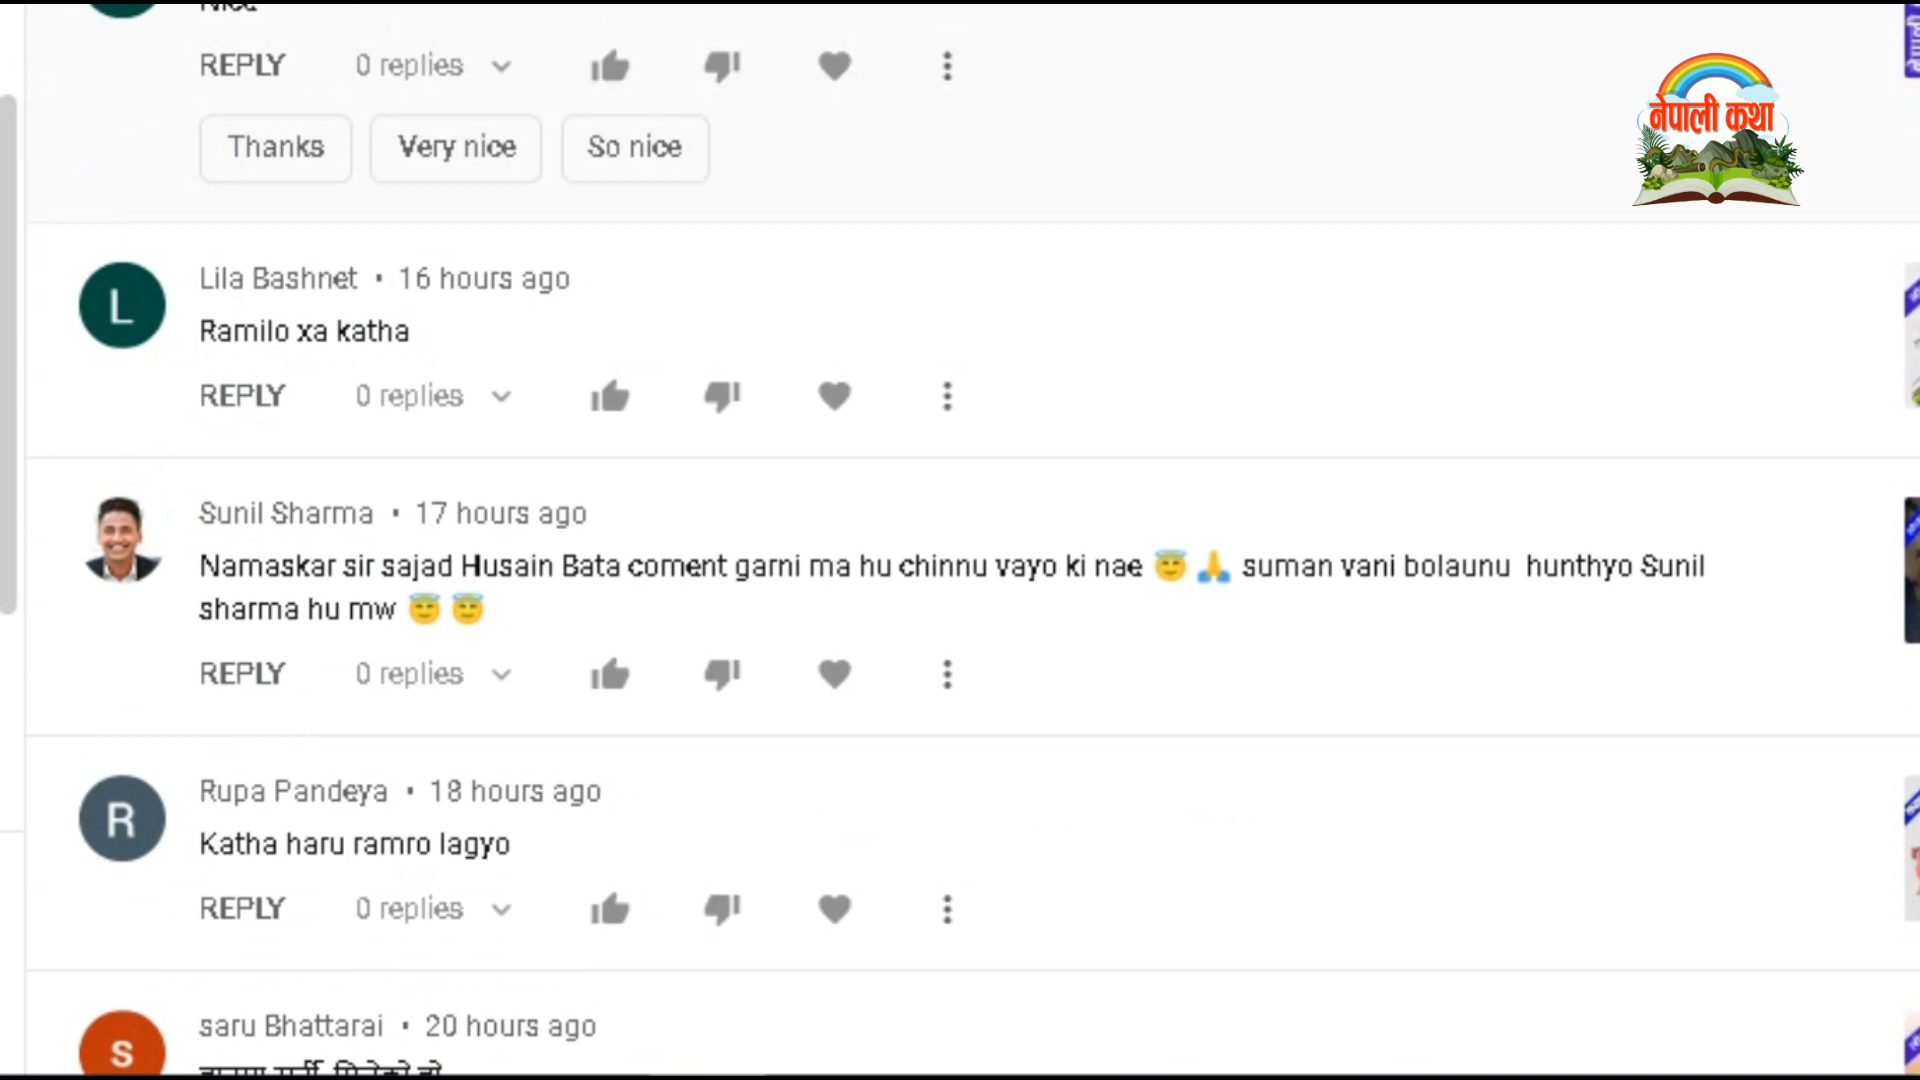 Nice
REPLY 0 replies
Thanks Very nice So nice
नेपाली कथा
L
Lila Bashnet • 16 hours ago
Ramilo xa katha
REPLY 0 replies
Sunil Sharma • 17 hours ago
Namaskar sir sajad Husain Bata coment garni ma hu chinnu vayo ki nae 😇 🙏 suman vani bolaunu hunthyo Sunil
sharma hu mw 😇 😇
REPLY 0 replies
R
Rupa Pandeya • 18 hours ago
Katha haru ramro lagyo
REPLY 0 replies
S
saru Bhattarai • 20 hours ago